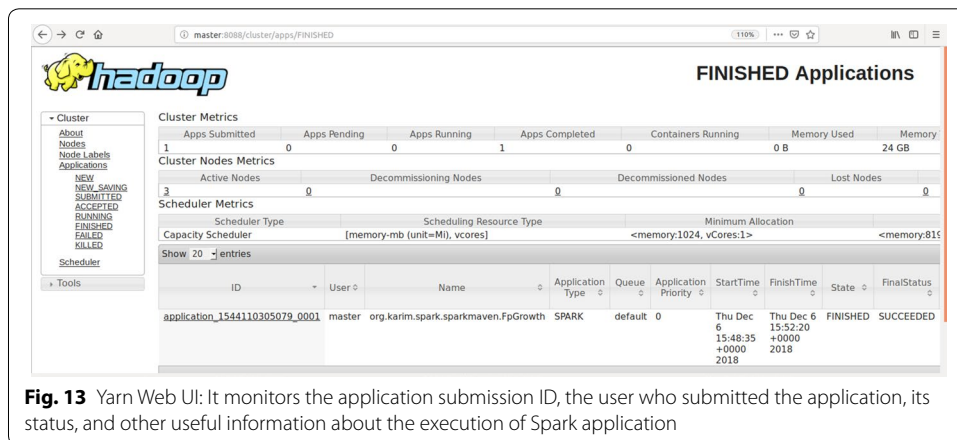 master:8088/cluster/apps/FINISHED 110%
hadoop
FINISHED Applications
Cluster
About
Nodes
Node Labels
Applications
NEW
NEW_SAVING
SUBMITTED
ACCEPTED
RUNNING
FINISHED
FAILED
KILLED
Scheduler
Tools
Cluster Metrics
Apps Submitted Apps Pending Apps Running Apps Completed Containers Running Memory Used Memory
1 0 0 1 0 0 B 24 GB
Cluster Nodes Metrics
Active Nodes Decommissioning Nodes Decommissioned Nodes Lost Nodes
3 0 0 0 0
Scheduler Metrics
Scheduler Type Scheduling Resource Type Minimum Allocation
Capacity Scheduler [memory-mb (unit=Mi), vcores] <memory:1024, vCores:1> <memory:819
Show 20 entries
ID User Name Application Type Queue Application Priority StartTime FinishTime State FinalStatus
application_1544110305079_0001 master org.karim.spark.sparkmaven.FpGrowth SPARK default 0 Thu Dec 6 15:48:35 +0000 2018 Thu Dec 6 15:52:20 +0000 2018 FINISHED SUCCEEDED
Fig. 13 Yarn Web UI: It monitors the application submission ID, the user who submitted the application, its
status, and other useful information about the execution of Spark application